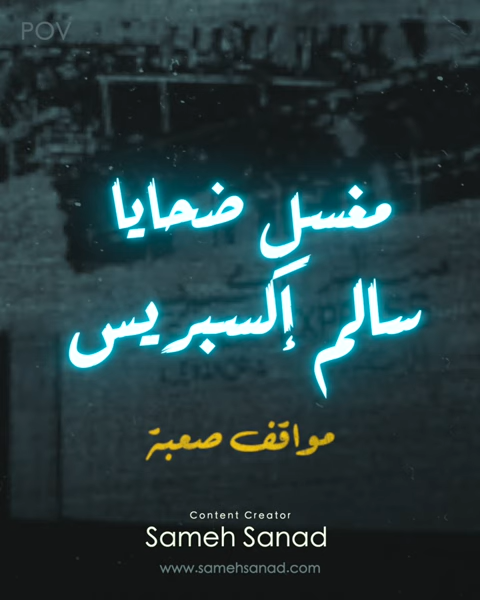 POV
مغسل ضحايا
سالم إكسبريس
مواقف صعبة
Content Creator
Sameh Sanad
www.samehsanad.com